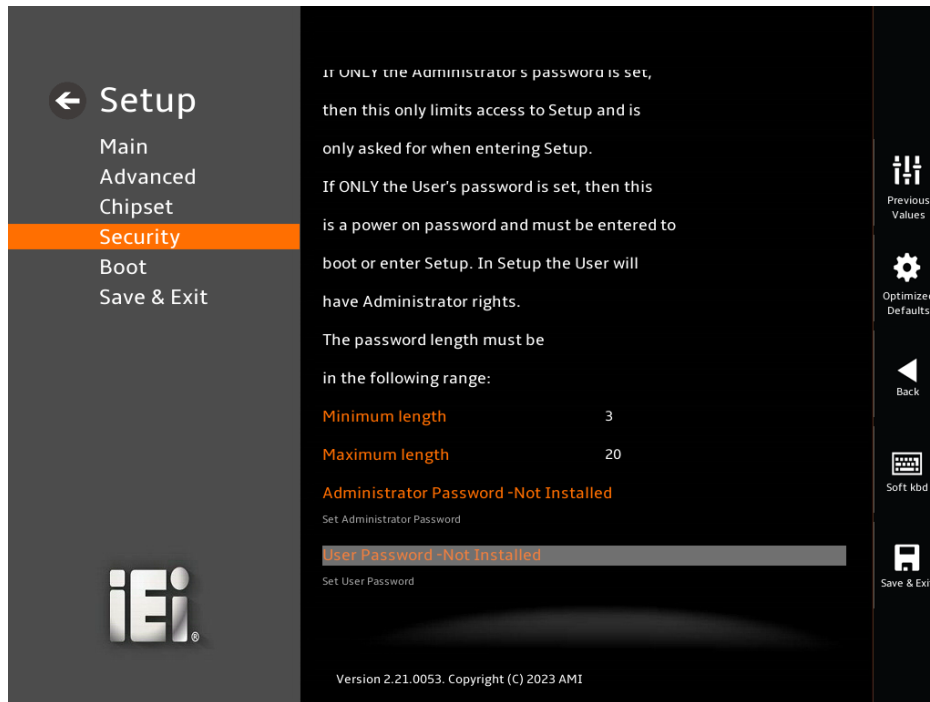 Setup
Main
Advanced
Chipset
Security
Boot
Save & Exit
iEi®
If ONLY the Administrator's password is set,
then this only limits access to Setup and is
only asked for when entering Setup.
If ONLY the User's password is set, then this
is a power on password and must be entered to
boot or enter Setup. In Setup the User will
have Administrator rights.
The password length must be
in the following range:
Minimum length 3
Maximum length 20
Administrator Password -Not Installed
Set Administrator Password
User Password -Not Installed
Set User Password
Version 2.21.0053. Copyright (C) 2023 AMI
Previous
Values
Optimized
Defaults
Back
Soft kbd
Save & Exi